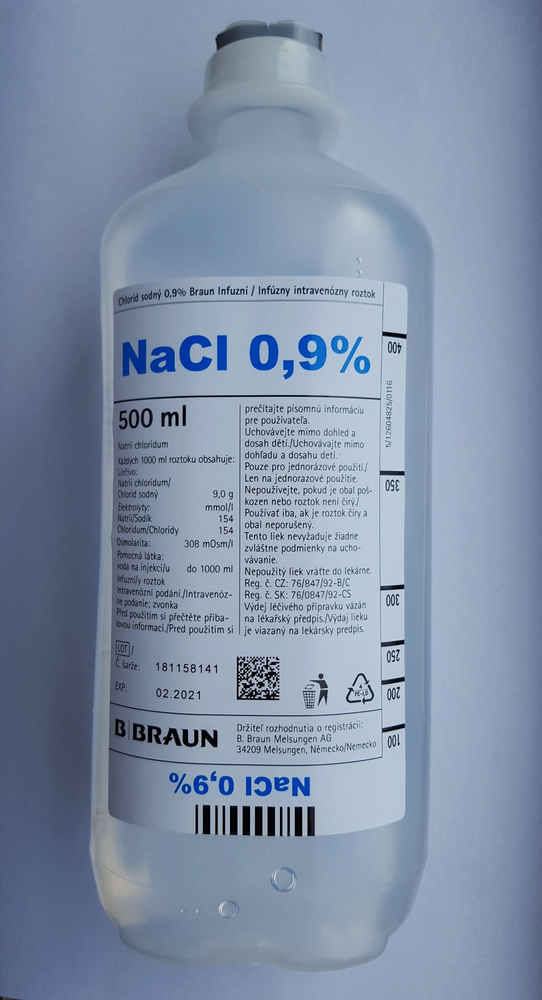 Chlorid sodný 0,9% Braun Infuzní / Infúzny intravenózny roztok
NaCl 0,9%
500 ml
Natrii chloridum
Každých 1000 ml roztoku obsahuje:
Liečivo:
Natrii chloridum/
Chlorid sodný 9,0 g
Elektrolyty: mmol/l
Natrii/Sodík 154
Chloridum/Chloridy 154
Osmolarita: 308 mOsm/l
Pomocná látka:
voda na injekci/u do 1000 ml
Infuzní/y roztok
Intravenózní podání./Intravenóz-
ne podanie; zvonka
Před použitím si přečtěte příba-
lovou informaci./Pred použitím si
prečítajte písomnú informáciu
pre používateľa.
Uchovávejte mimo dohled a
dosah dětí./Uchovávajte mimo
dohľadu a dosahu detí.
Pouze pro jednorázové použití./
Len na jednorazové použitie.
Nepoužívejte, pokud je obal poš-
kozen nebo roztok není čirý./
Používať iba, ak je roztok číry a
obal neporušený.
Tento liek nevyžaduje žiadne
zvláštne podmienky na ucho-
vávanie.
Nepoužitý liek vráťte do lekárne.
Reg. č. CZ: 76/847/92-B/C
Reg. č. SK: 76/0847/92-CS
Výdej léčivého přípravku vázán
na lékařský předpis./Výdaj lieku
je viazaný na lekársky predpis.
LOT /
Č. šarže: 181158141
EXP: 02.2021
4
PE-LD
B|BRAUN
Držiteľ rozhodnutia o registrácii:
B. Braun Melsungen AG
34209 Melsungen, Německo/Nemecko
NaCl 0,9%
400
5/12604825/0116
350
300
250
200
100